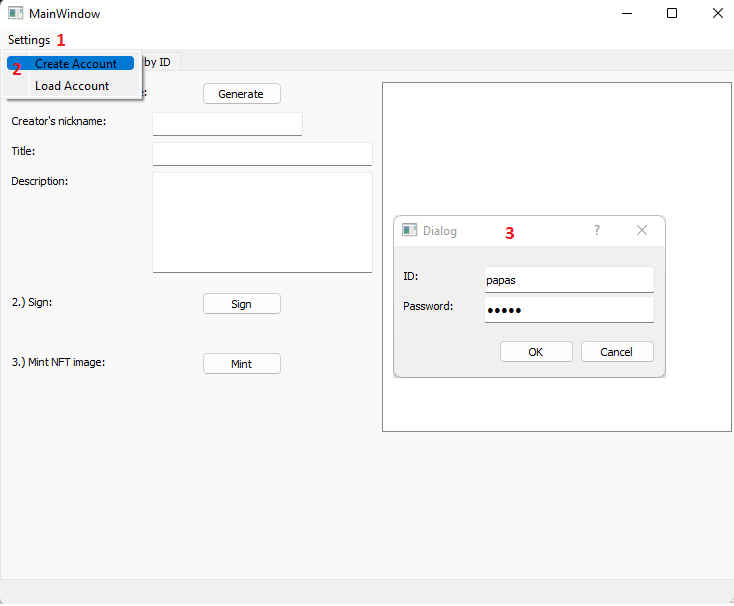 MainWindow
Settings 1
2 Create Account
by ID
Load Account
Generate
Creator's nickname:
Title:
Description:
Dialog 3 ?
ID: papas
Password: ●●●●●
OK Cancel
2.) Sign: Sign
3.) Mint NFT image: Mint